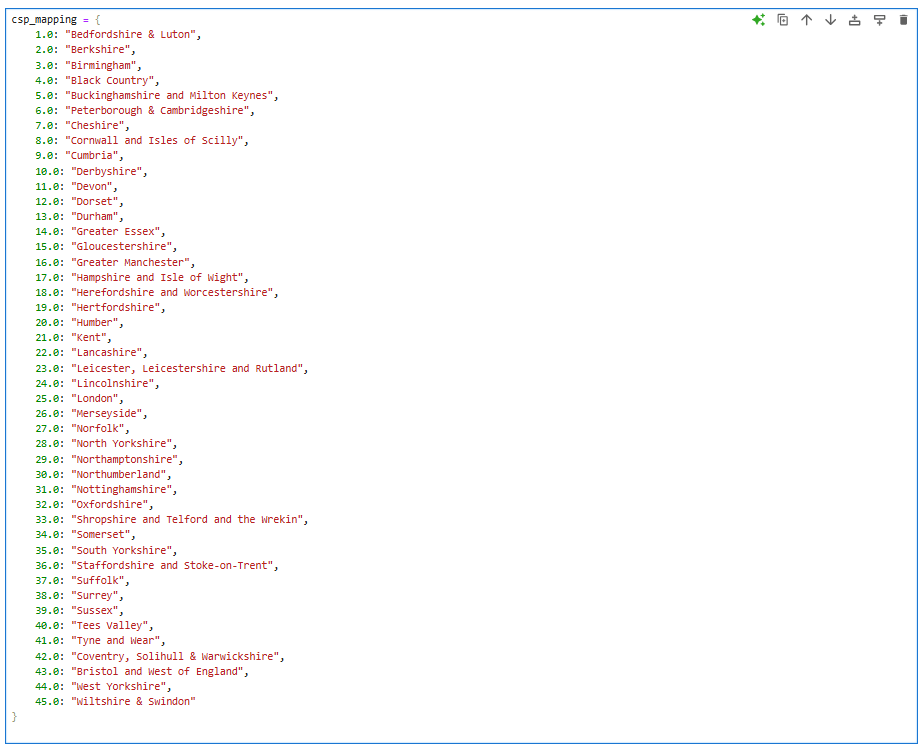 csp_mapping = {
    1.0: "Bedfordshire & Luton",
    2.0: "Berkshire",
    3.0: "Birmingham",
    4.0: "Black Country",
    5.0: "Buckinghamshire and Milton Keynes",
    6.0: "Peterborough & Cambridgeshire",
    7.0: "Cheshire",
    8.0: "Cornwall and Isles of Scilly",
    9.0: "Cumbria",
    10.0: "Derbyshire",
    11.0: "Devon",
    12.0: "Dorset",
    13.0: "Durham",
    14.0: "Greater Essex",
    15.0: "Gloucestershire",
    16.0: "Greater Manchester",
    17.0: "Hampshire and Isle of Wight",
    18.0: "Herefordshire and Worcestershire",
    19.0: "Hertfordshire",
    20.0: "Humber",
    21.0: "Kent",
    22.0: "Lancashire",
    23.0: "Leicester, Leicestershire and Rutland",
    24.0: "Lincolnshire",
    25.0: "London",
    26.0: "Merseyside",
    27.0: "Norfolk",
    28.0: "North Yorkshire",
    29.0: "Northamptonshire",
    30.0: "Northumberland",
    31.0: "Nottinghamshire",
    32.0: "Oxfordshire",
    33.0: "Shropshire and Telford and the Wrekin",
    34.0: "Somerset",
    35.0: "South Yorkshire",
    36.0: "Staffordshire and Stoke-on-Trent",
    37.0: "Suffolk",
    38.0: "Surrey",
    39.0: "Sussex",
    40.0: "Tees Valley",
    41.0: "Tyne and Wear",
    42.0: "Coventry, Solihull & Warwickshire",
    43.0: "Bristol and West of England",
    44.0: "West Yorkshire",
    45.0: "Wiltshire & Swindon"
}